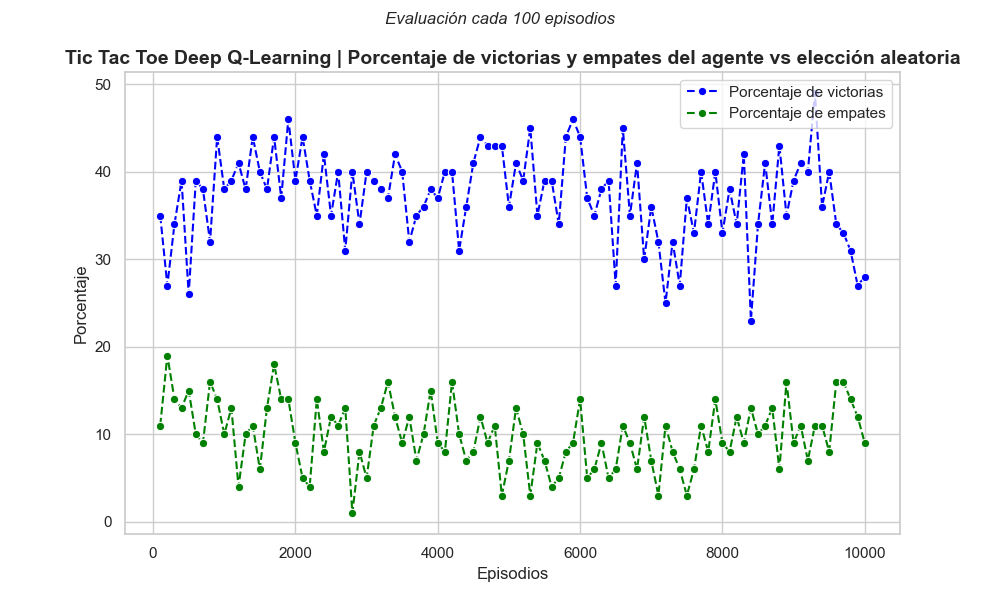 Evaluación cada 100 episodios
Tic Tac Toe Deep Q-Learning | Porcentaje de victorias y empates del agente vs elección aleatoria
50
40
30
20
10
0
Porcentaje
Porcentaje de victorias
Porcentaje de empates
0 2000 4000 6000 8000 10000
Episodios